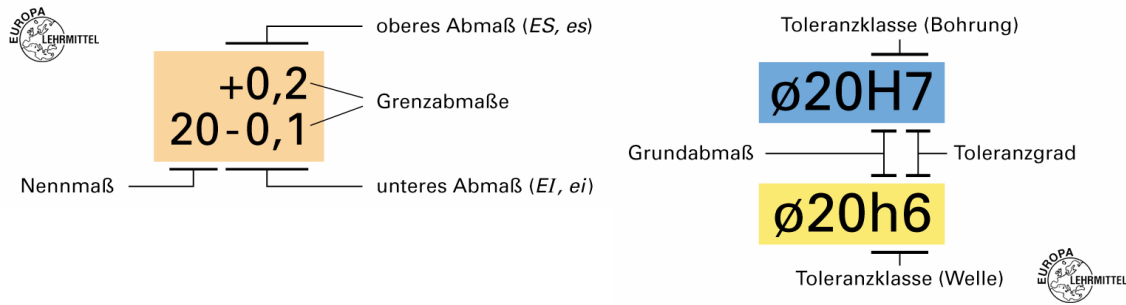 EUROPA
LEHRMITTEL
oberes Abmaß (ES, es)
+0,2
Grenzabmaße
20-0,1
Nennmaß
unteres Abmaß (EI, ei)
Toleranzklasse (Bohrung)
ø20H7
Grundabmaß
Toleranzgrad
ø20h6
Toleranzklasse (Welle)
EUROPA
LEHRMITTEL